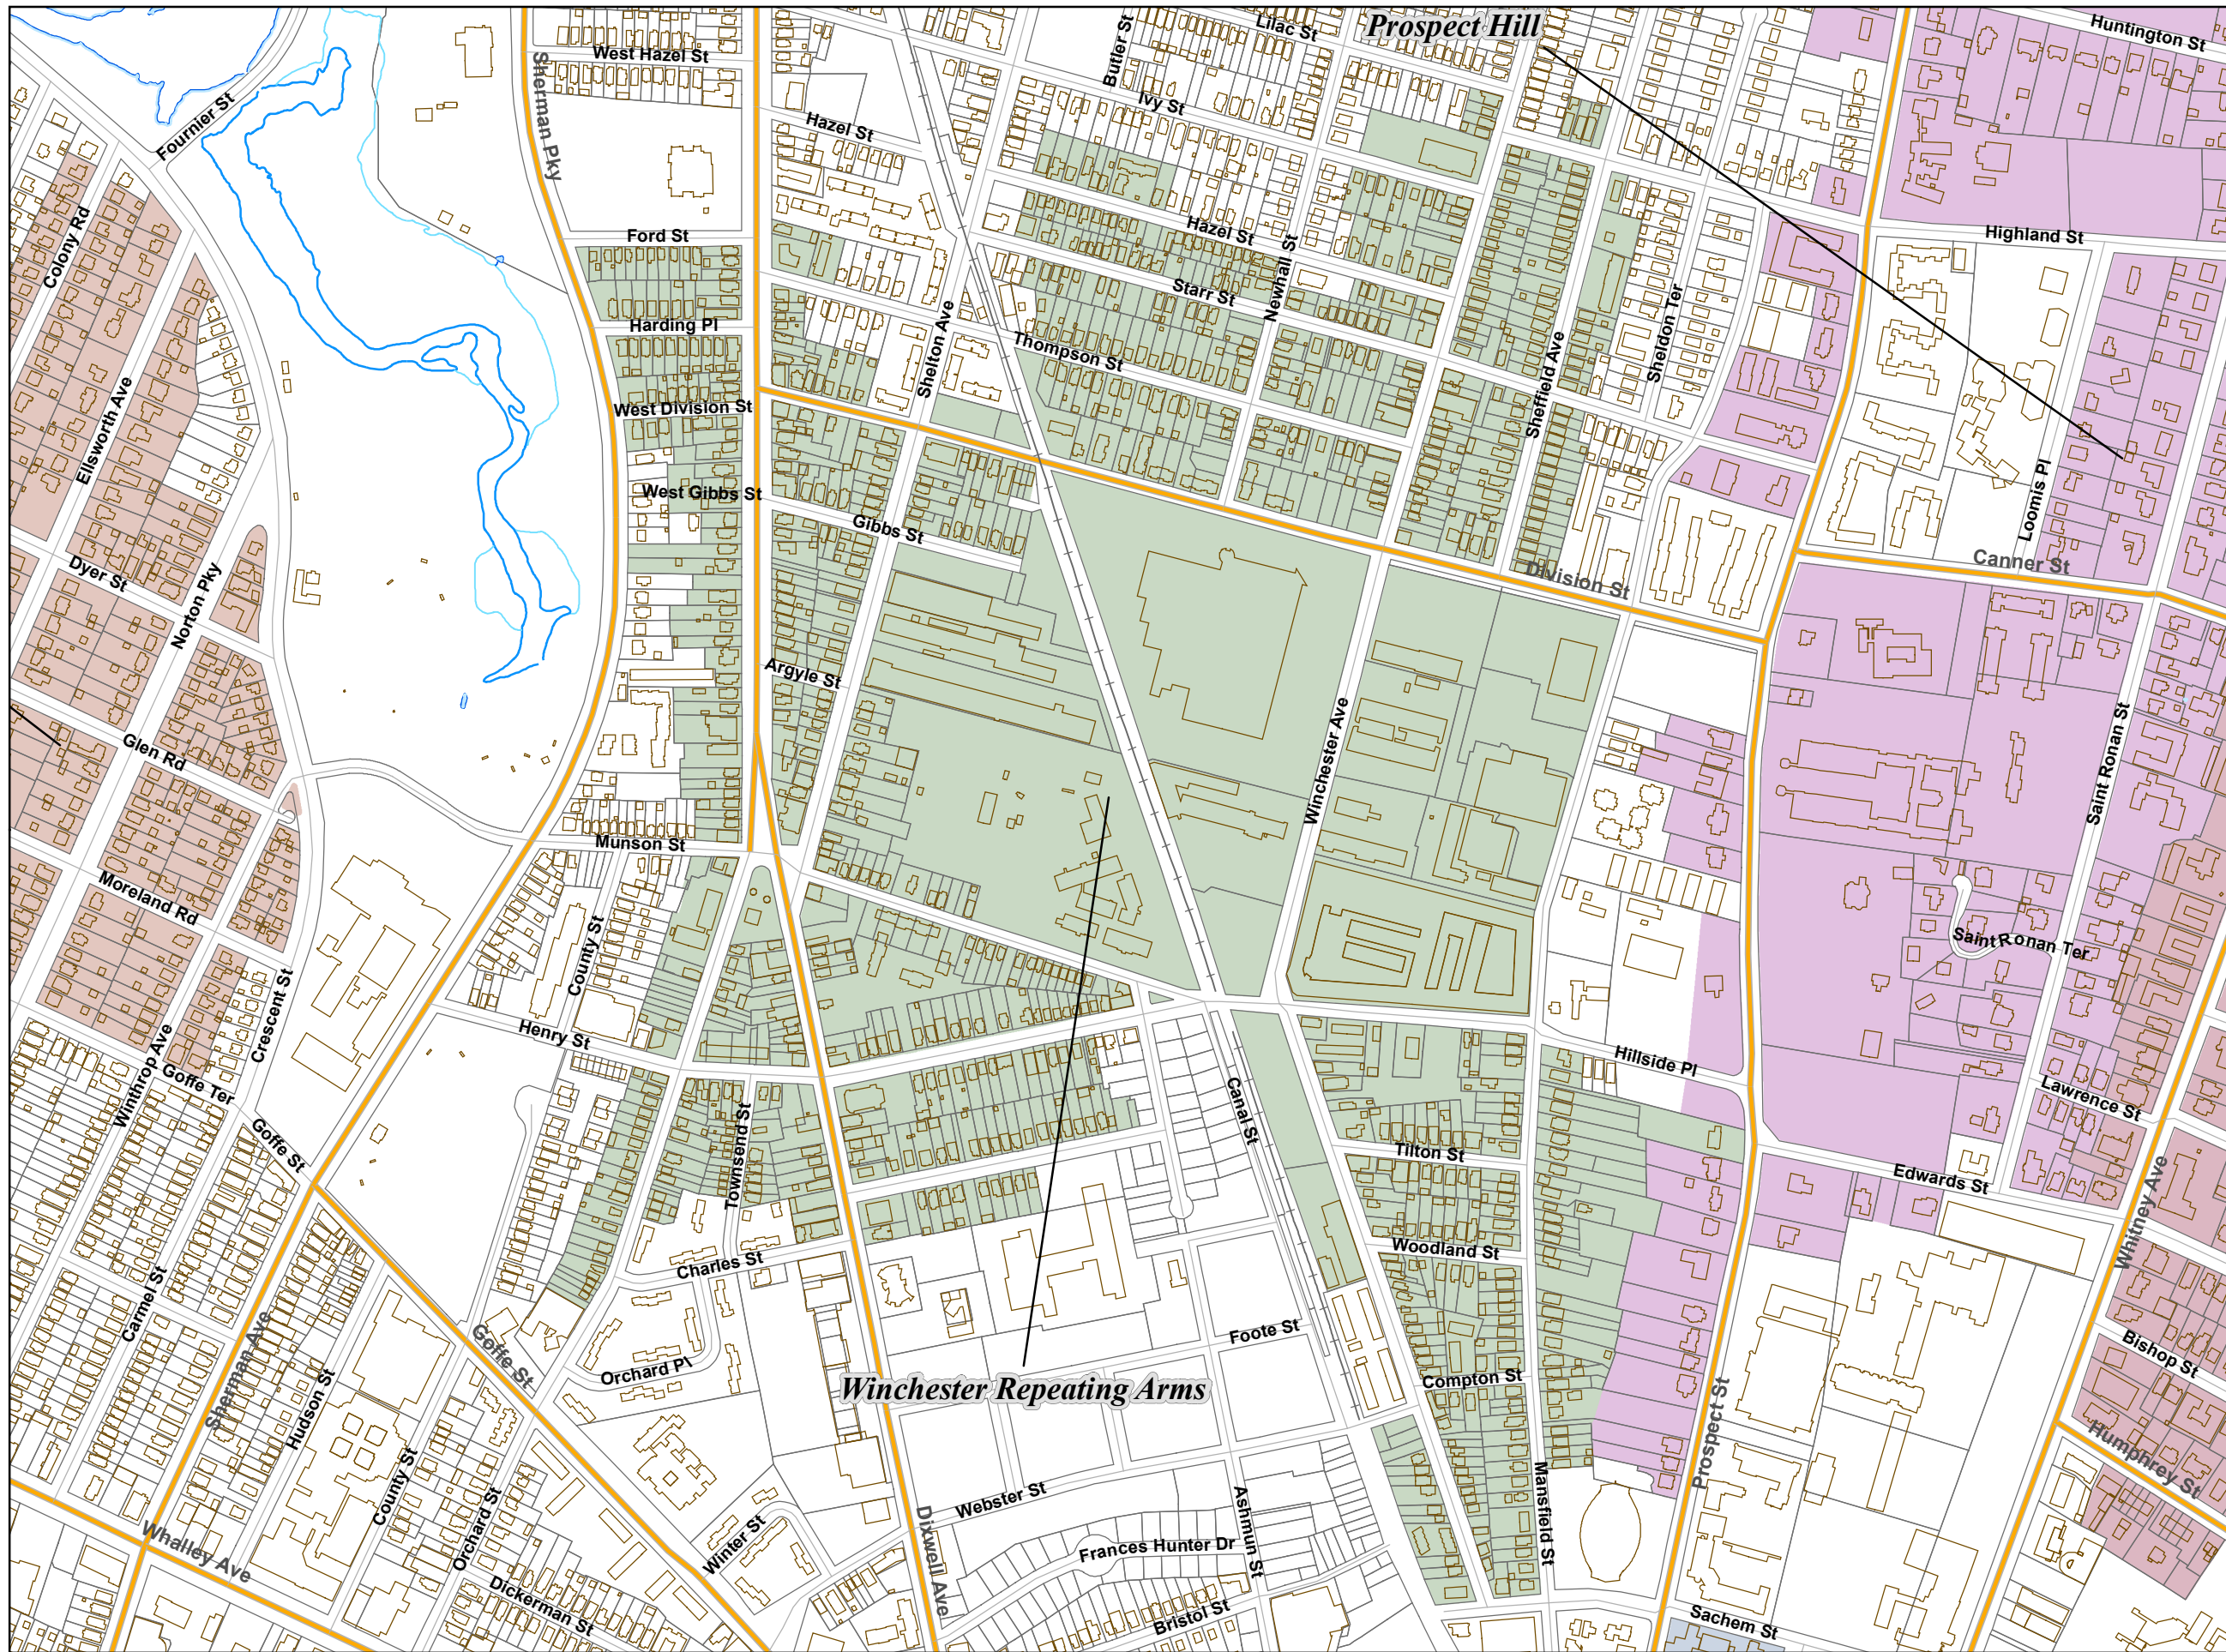 Prospect Hill
Huntington St
Lilac St
Butler St
West Hazel St
Sherman Pky
Ivy St
Hazel St
Fournier St
Colony Rd
Ford St
Hazel St
Highland St
Newhall St
Starr St
Harding Pl
Shelton Ave
Thompson St
Sheldon Ter
Sheffield Ave
Ellsworth Ave
West Division St
West Gibbs St
Gibbs St
Loomis Pl
Canner St
Division St
Dyer St
Norton Pky
Argyle St
Glen Rd
Winchester Ave
Saint Ronan St
Munson St
Moreland Rd
County St
Saint Ronan Ter
Crescent St
Henry St
Winthrop Ave
Goffe Ter
Hillside Pl
Canal St
Lawrence St
Goffe St
Townsend St
Tilton St
Edwards St
Whitney Ave
Woodland St
Charles St
Carmel St
Sherman Ave
Goffe St
Foote St
Bishop St
Orchard Pl
Compton St
Winchester Repeating Arms
Hudson St
Prospect St
Humphrey St
County St
Orchard St
Webster St
Ashmun St
Mansfield St
Dixwell Ave
Winter St
Whalley Ave
Frances Hunter Dr
Dickerman St
Bristol St
Sachem St